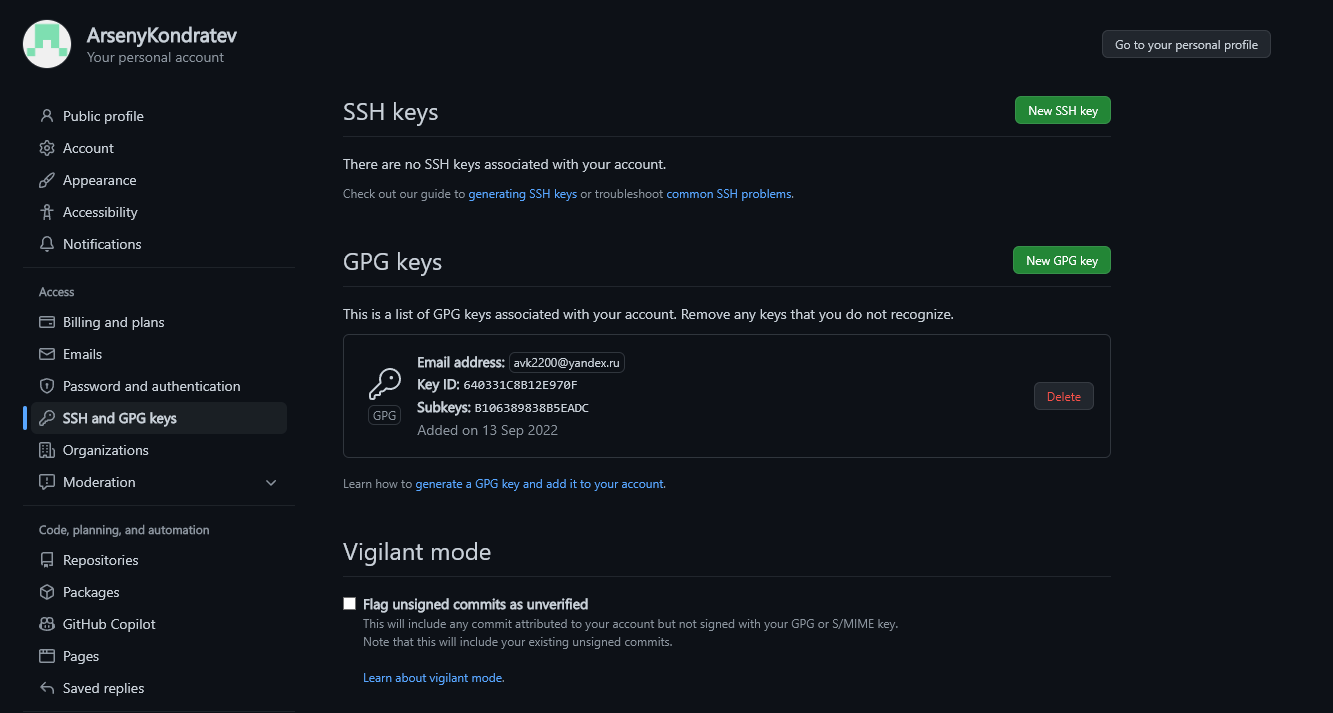 ArsenyKondratev
Your personal account
Go to your personal profile
Public profile
Account
Appearance
Accessibility
Notifications
Access
Billing and plans
Emails
Password and authentication
SSH and GPG keys
Organizations
Moderation
Code, planning, and automation
Repositories
Packages
GitHub Copilot
Pages
Saved replies
SSH keys
New SSH key
There are no SSH keys associated with your account.
Check out our guide to generating SSH keys or troubleshoot common SSH problems.
GPG keys
New GPG key
This is a list of GPG keys associated with your account. Remove any keys that you do not recognize.
Email address: avk2200@yandex.ru
Key ID: 640331C8B12E970F
GPG
Subkeys: B106389838B5EADC
Added on 13 Sep 2022
Delete
Learn how to generate a GPG key and add it to your account.
Vigilant mode
Flag unsigned commits as unverified
This will include any commit attributed to your account but not signed with your GPG or S/MIME key.
Note that this will include your existing unsigned commits.
Learn about vigilant mode.